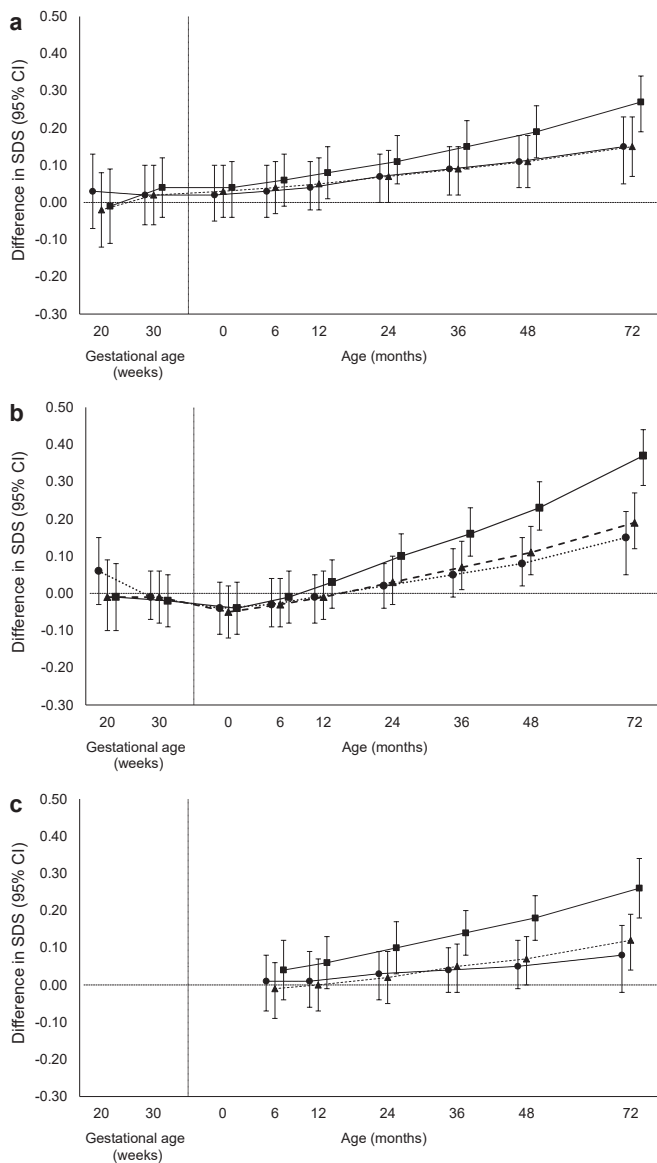 a
Difference in SDS (95% CI)
0.50
0.40
0.30
0.20
0.10
0.00
-0.10
-0.20
-0.30
20 30 0 6 12 24 36 48 72
Gestational age
(weeks)
Age (months)
b
Difference in SDS (95% CI)
0.50
0.40
0.30
0.20
0.10
0.00
-0.10
-0.20
-0.30
20 30 0 6 12 24 36 48 72
Gestational age
(weeks)
Age (months)
c
Difference in SDS (95% CI)
0.50
0.40
0.30
0.20
0.10
0.00
-0.10
-0.20
-0.30
20 30 0 6 12 24 36 48 72
Gestational age
(weeks)
Age (months)